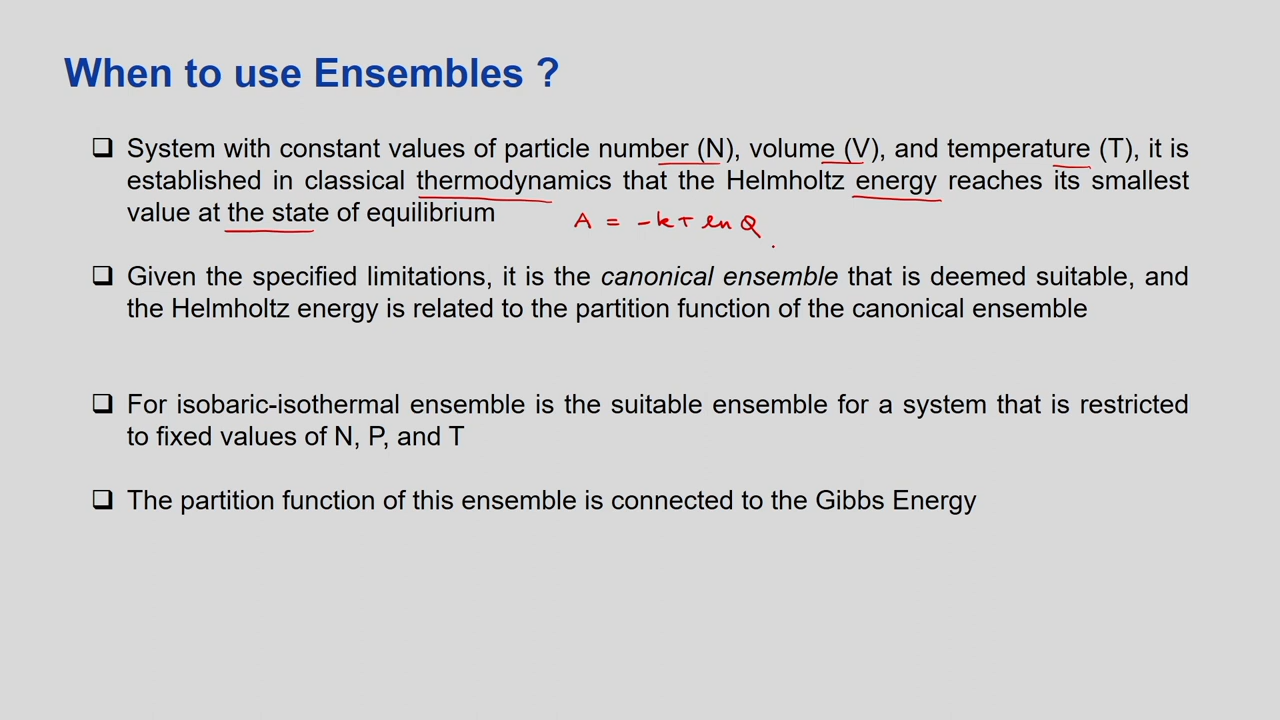 When to use Ensembles ?
❑ System with constant values of particle number (N), volume (V), and temperature (T), it is
established in classical thermodynamics that the Helmholtz energy reaches its smallest
value at the state of equilibrium
A = -kT ln Q
❑ Given the specified limitations, it is the canonical ensemble that is deemed suitable, and
the Helmholtz energy is related to the partition function of the canonical ensemble
❑ For isobaric-isothermal ensemble is the suitable ensemble for a system that is restricted
to fixed values of N, P, and T
❑ The partition function of this ensemble is connected to the Gibbs Energy